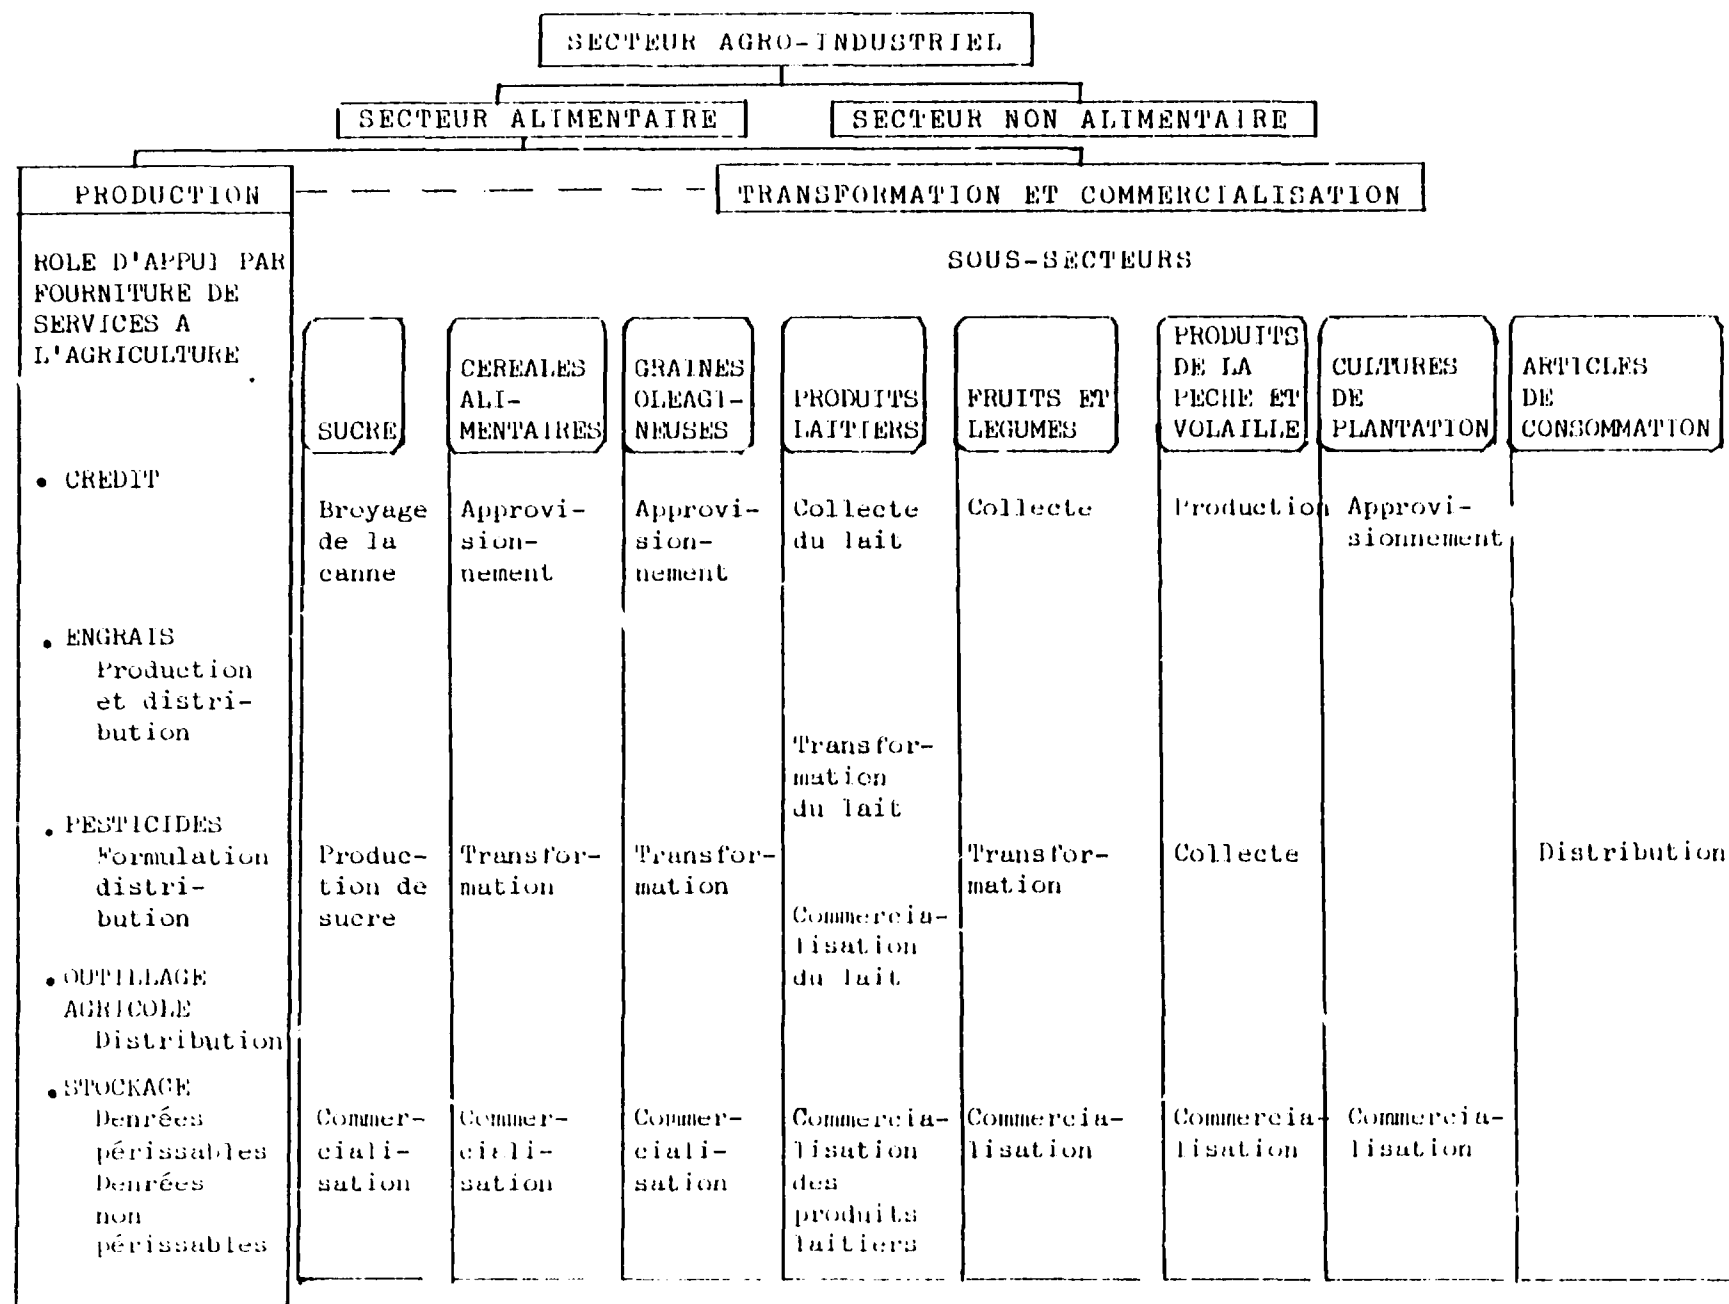 SECTEUR AGRO-INDUSTRIEL
SECTEUR ALIMENTAIRE
SECTEUR NON ALIMENTAIRE
PRODUCTION
TRANSFORMATION ET COMMERCIALISATION
ROLE D'APPUI PAR
FOURNITURE DE
SERVICES A
L'AGRICULTURE
• CREDIT
• ENGRAIS
Production
et distri-
bution
• PESTICIDES
Formulation
distri-
bution
• OUTILLAGE
AGRICOLE
Distribution
• STOCKAGE
Denrées
périssables
Denrées
non
périssables
SOUS-SECTEURS
SUCRE
Broyage
de la
canne
Produc-
tion de
sucre
Commer-
ciali-
sation
CEREALES
ALI-
MENTAIRES
Approvi-
sion-
nement
Transfor-
mation
Commer-
ciali-
sation
GRAINES
OLEAGI-
NEUSES
Approvi-
sion-
nement
Transfor-
mation
Commer-
ciali-
sation
PRODUITS
LAITIERS
Collecte
du lait
Transfor-
mation
du lait
Commercia-
lisation
du lait
Commercia-
lisation
des
produits
laitiers
FRUITS ET
LEGUMES
Collecte
Transfor-
mation
Commercia-
lisation
PRODUITS
DE LA
PECHE ET
VOLAILLE
Production
Collecte
Commercia-
lisation
CULTURES
DE
PLANTATION
Approvi-
sionnement
Commercia-
lisation
ARTICLES
DE
CONSOMMATION
Distribution